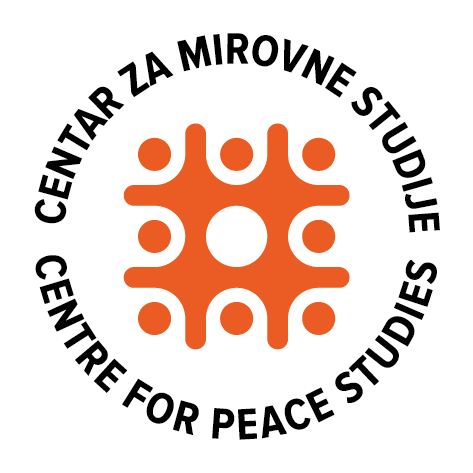 CENTAR ZA MIROVNE STUDIJE
CENTRE FOR PEACE STUDIES